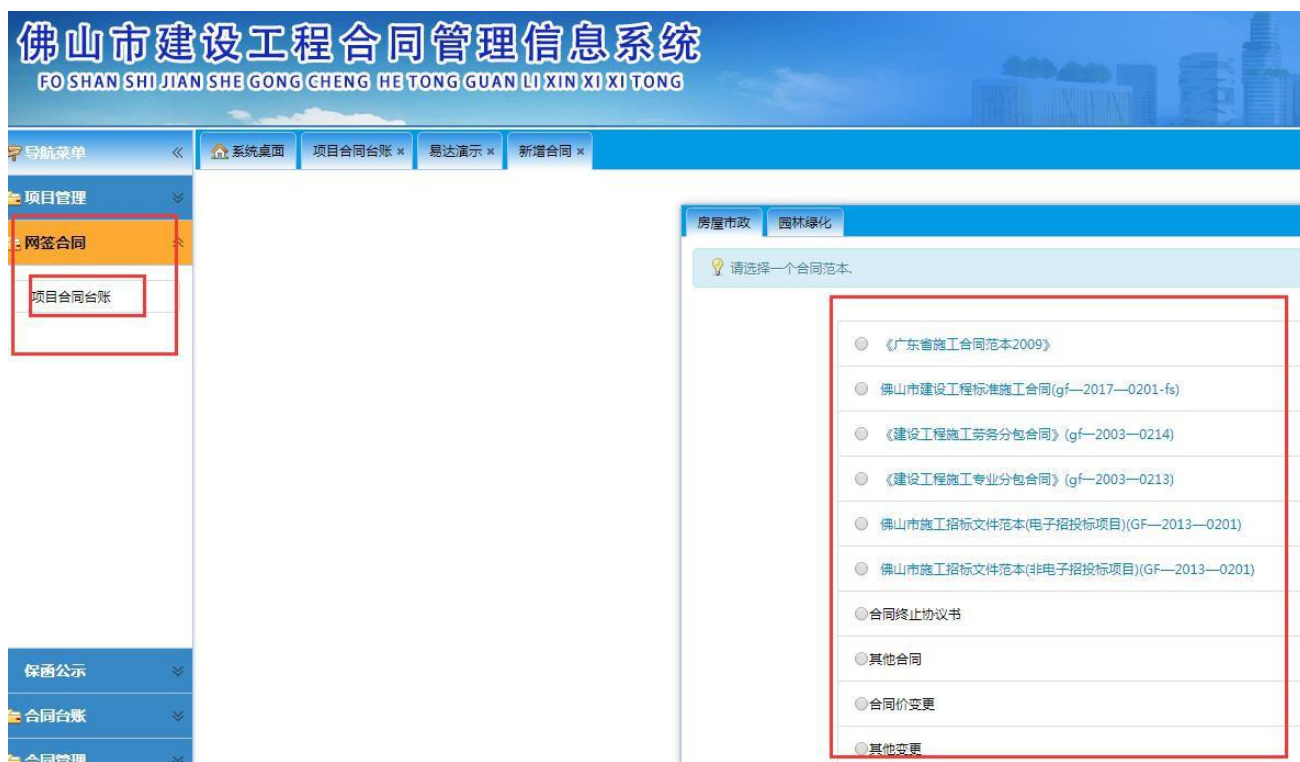 佛山市建设工程合同管理信息系统
FO SHAN SHI JIAN SHE GONG CHENG HE TONG GUAN LI XIN XI XI TONG
导航菜单
系统桌面 项目合同台账 × 易达演示 × 新增合同 ×
项目管理
网签合同
项目合同台账
房屋市政 园林绿化
请选择一个合同范本.
《广东省施工合同范本2009》
佛山市建设工程标准施工合同(gf—2017—0201-fs)
《建设工程施工劳务分包合同》(gf—2003—0214)
《建设工程施工专业分包合同》(gf—2003—0213)
佛山市施工招标文件范本(电子招投标项目)(GF—2013—0201)
佛山市施工招标文件范本(非电子招投标项目)(GF—2013—0201)
合同终止协议书
其他合同
合同价变更
其他变更
保函公示
合同台账
合同管理